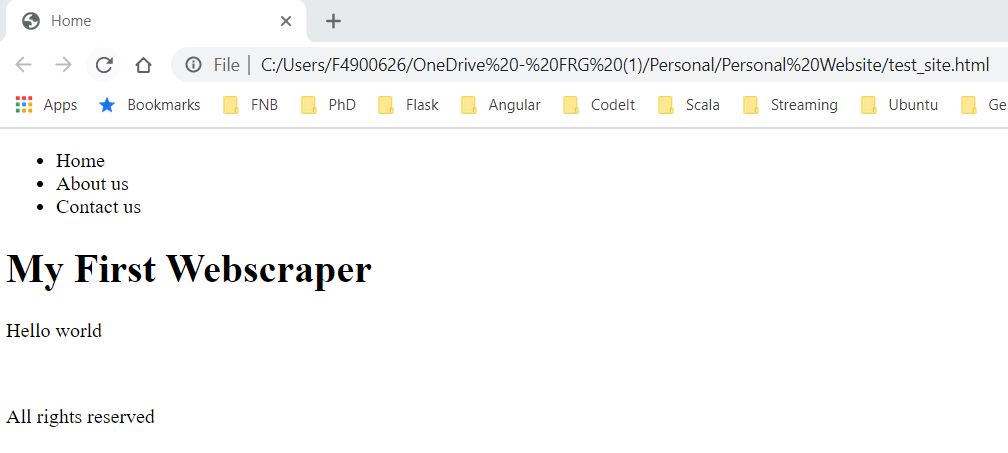 Home
File | C:/Users/F4900626/OneDrive%20-%20FRG%20(1)/Personal/Personal%20Website/test_site.html
Apps Bookmarks FNB PhD Flask Angular CodeIt Scala Streaming Ubuntu Ge
Home
About us
Contact us
My First Webscraper
Hello world
All rights reserved